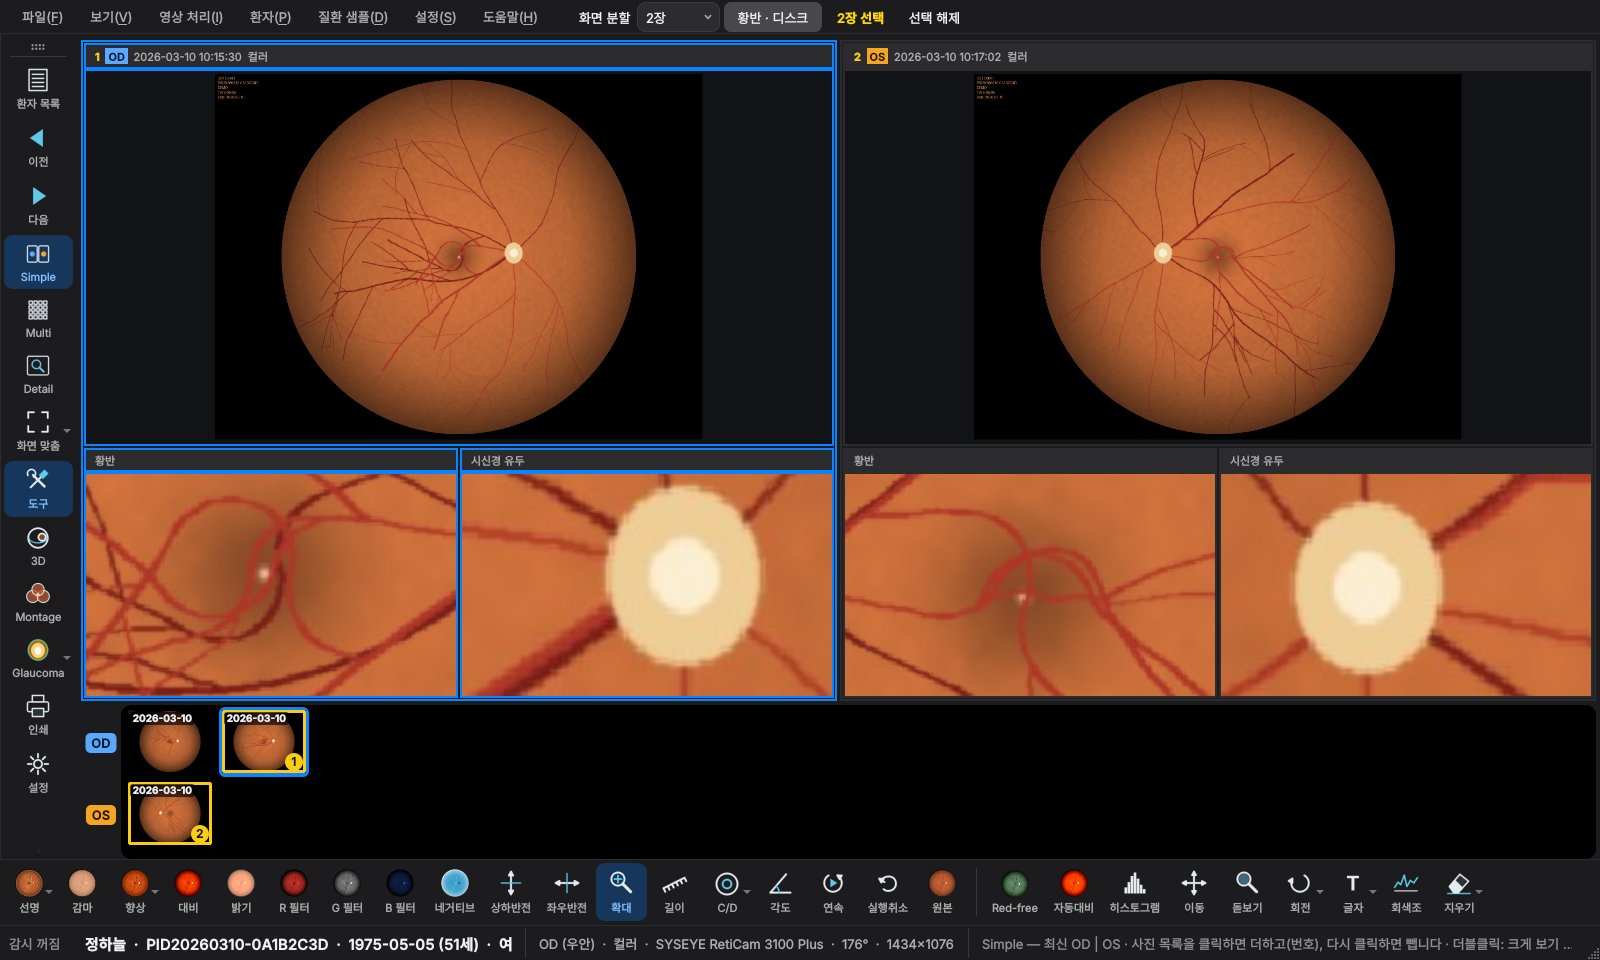 파일(F) 보기(V) 영상 처리(I) 환자(P) 질환 샘플(D) 설정(S) 도움말(H) 화면 분할 2장 황반 · 디스크 2장 선택 선택 해제
환자 목록
이전
다음
Simple
Multi
Detail
화면 맞춤
도구
3D
Montage
Glaucoma
인쇄
설정
1 OD 2026-03-10 10:15:30 컬러
2 OS 2026-03-10 10:17:02 컬러
황반
시신경 유두
황반
시신경 유두
OD
2026-03-10
2026-03-10
1
OS
2026-03-10
2
선명 감마 향상 대비 밝기 R 필터 G 필터 B 필터 네거티브 상하반전 좌우반전 확대 길이 C/D 각도 연속 실행취소 원본 Red-free 자동대비 히스토그램 이동 돋보기 회전 글자 회색조 지우기
감시 꺼짐 정하늘 · PID20260310-0A1B2C3D · 1975-05-05 (51세) · 여 OD (우안) · 컬러 · SYSEYE RetiCam 3100 Plus · 176° · 1434×1076 Simple — 최신 OD | OS · 사진 목록을 클릭하면 더하고(번호), 다시 클릭하면 뺍니다 · 더블클릭: 크게 보기 ...